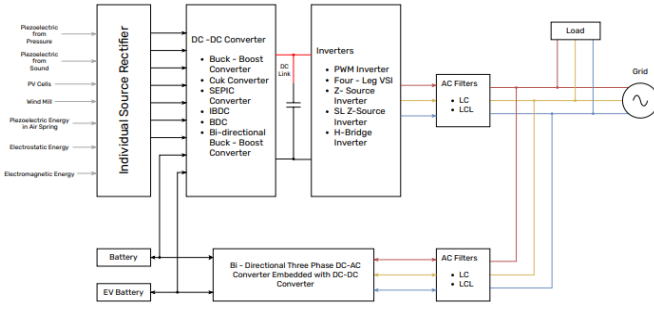 Piezoelectric
from
Pressure
Piezoelectric
from
Sound
PV Cells
Wind Mill
Piezoelectric Energy
in Air Spring
Electrostatic Energy
Electromagnetic Energy
Individual Source Rectifier
DC -DC Converter
• Buck - Boost
Converter
• Cuk Converter
• SEPIC
Converter
• IBDC
• BDC
• Bi-directional
Buck - Boost
Converter
DC
Link
Inverters
• PWM Inverter
• Four - Leg VSI
• Z- Source
Inverter
• SL Z-Source
Inverter
• H-Bridge
Inverter
AC Filters
• LC
• LCL
Load
Grid
Battery
EV Battery
Bi - Directional Three Phase DC-AC
Converter Embedded with DC-DC
Converter
AC Filters
• LC
• LCL